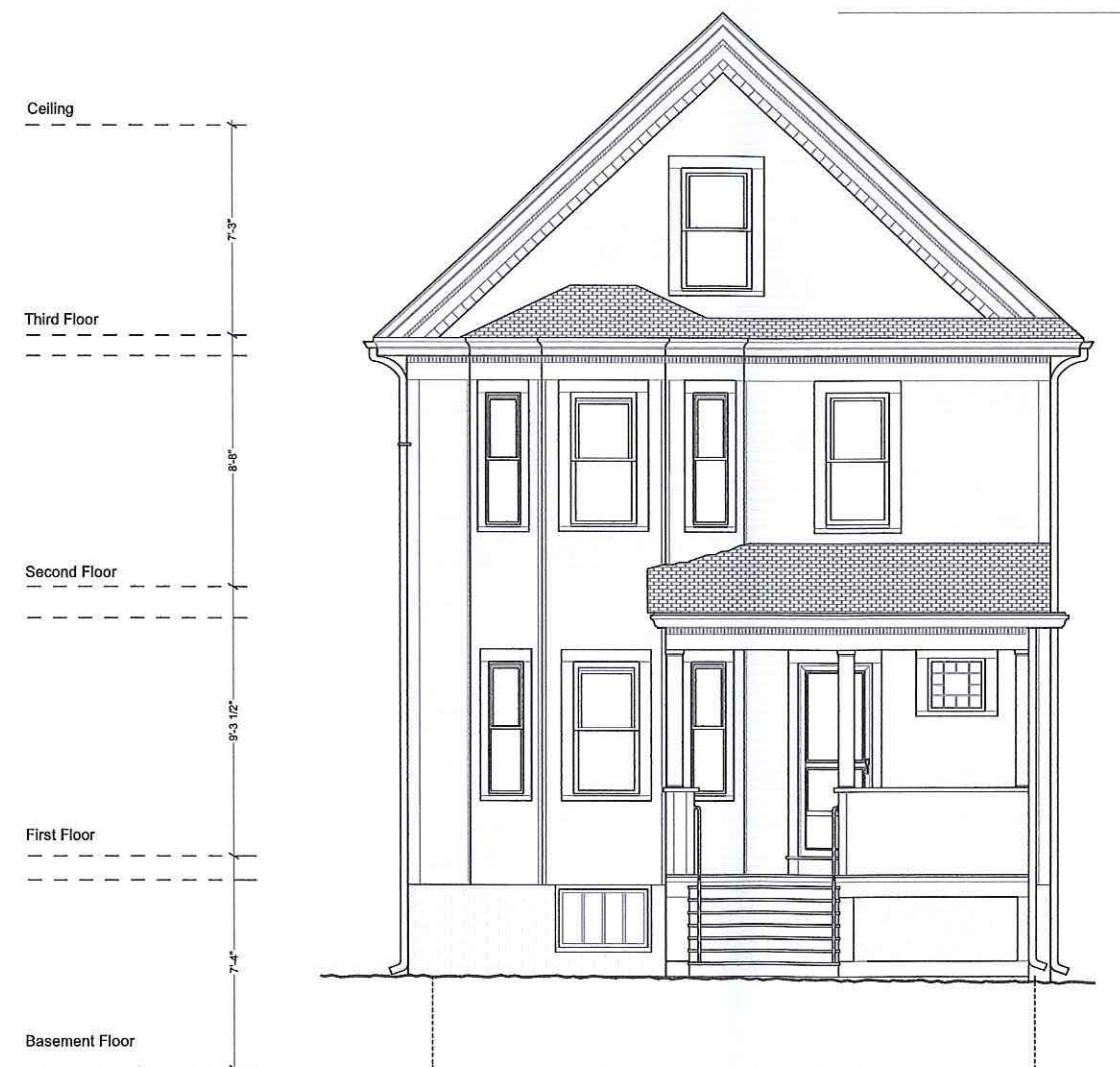 Ceiling
7'-3"
Third Floor
8'-8"
Second Floor
9'-3 1/2"
First Floor
7'-4"
Basement Floor